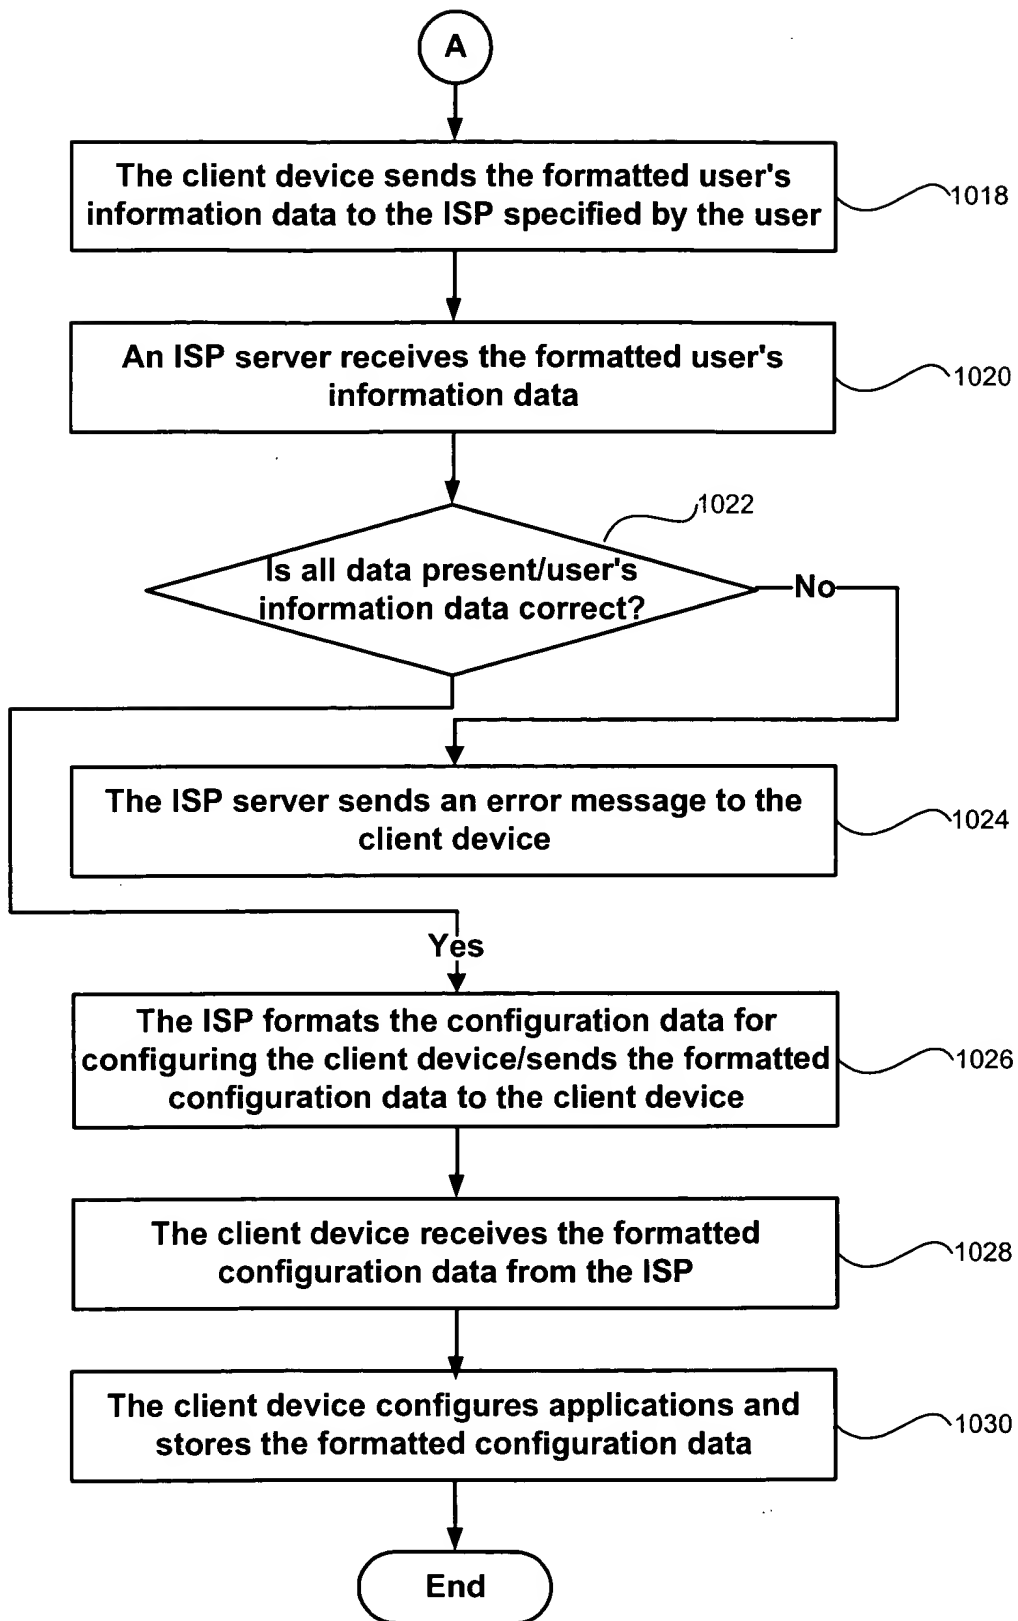 A
The client device sends the formatted user's
information data to the ISP specified by the user
1018
An ISP server receives the formatted user's
information data
1020
1022
Is all data present/user's
information data correct?
No
The ISP server sends an error message to the
client device
1024
Yes
The ISP formats the configuration data for
configuring the client device/sends the formatted
configuration data to the client device
1026
The client device receives the formatted
configuration data from the ISP
1028
The client device configures applications and
stores the formatted configuration data
1030
End